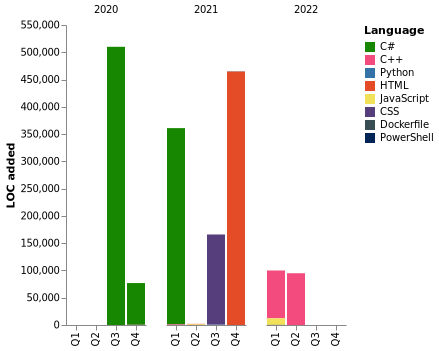 2020 2021 2022
550,000
500,000
450,000
400,000
350,000
300,000
250,000
200,000
150,000
100,000
50,000
0
LOC added
Q1 Q2 Q3 Q4 Q1 Q2 Q3 Q4 Q1 Q2 Q3 Q4
Language
C#
C++
Python
HTML
JavaScript
CSS
Dockerfile
PowerShell